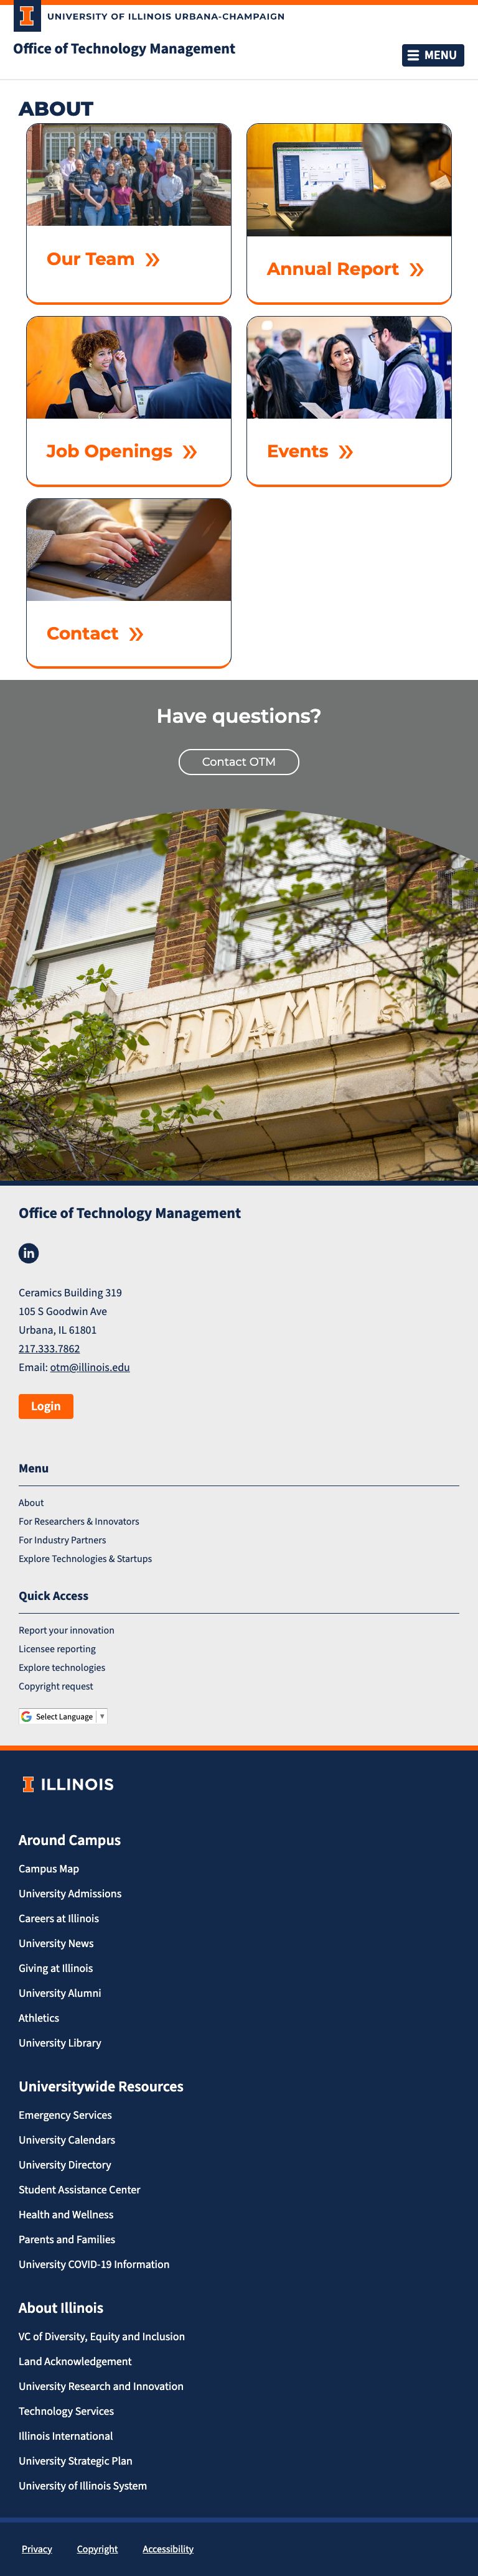 UNIVERSITY OF ILLINOIS URBANA-CHAMPAIGN
Office of Technology Management
MENU
ABOUT
Our Team
Annual Report
Job Openings
Events
Contact
Have questions?
Contact OTM
Office of Technology Management
in
Ceramics Building 319
105 S Goodwin Ave
Urbana, IL 61801
217.333.7862
Email: otm@illinois.edu
Login
Menu
About
For Researchers & Innovators
For Industry Partners
Explore Technologies & Startups
Quick Access
Report your innovation
Licensee reporting
Explore technologies
Copyright request
Select Language
ILLINOIS
Around Campus
Campus Map
University Admissions
Careers at Illinois
University News
Giving at Illinois
University Alumni
Athletics
University Library
Universitywide Resources
Emergency Services
University Calendars
University Directory
Student Assistance Center
Health and Wellness
Parents and Families
University COVID-19 Information
About Illinois
VC of Diversity, Equity and Inclusion
Land Acknowledgement
University Research and Innovation
Technology Services
Illinois International
University Strategic Plan
University of Illinois System
Privacy
Copyright
Accessibility